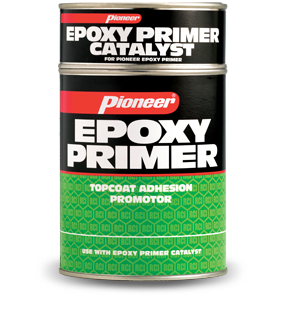 Pioneer
EPOXY PRIMER
CATALYST
FOR PIONEER EPOXY PRIMER
Pioneer
EPOXY
PRIMER
TOPCOAT ADHESION
PROMOTOR
USE WITH EPOXY PRIMER CATALYST